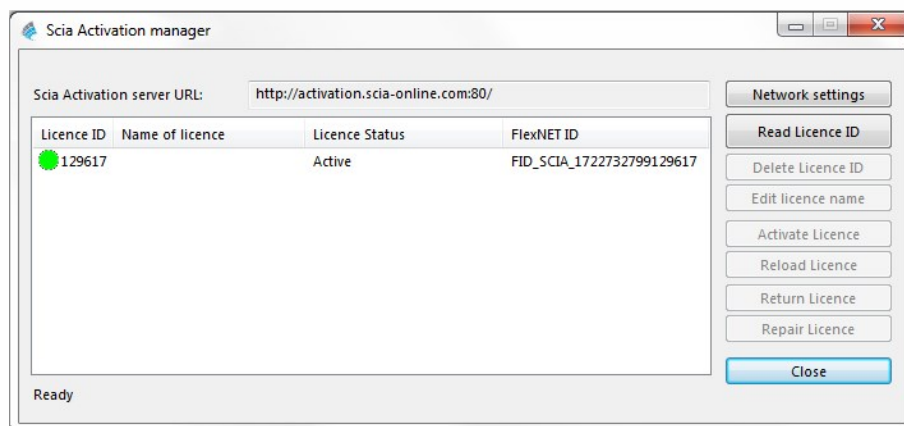 Scia Activation manager
Scia Activation server URL: http://activation.scia-online.com:80/ Network settings
Licence ID Name of licence Licence Status FlexNET ID Read Licence ID
129617 Active FID_SCIA_1722732799129617
Delete Licence ID
Edit licence name
Activate Licence
Reload Licence
Return Licence
Repair Licence
Close
Ready